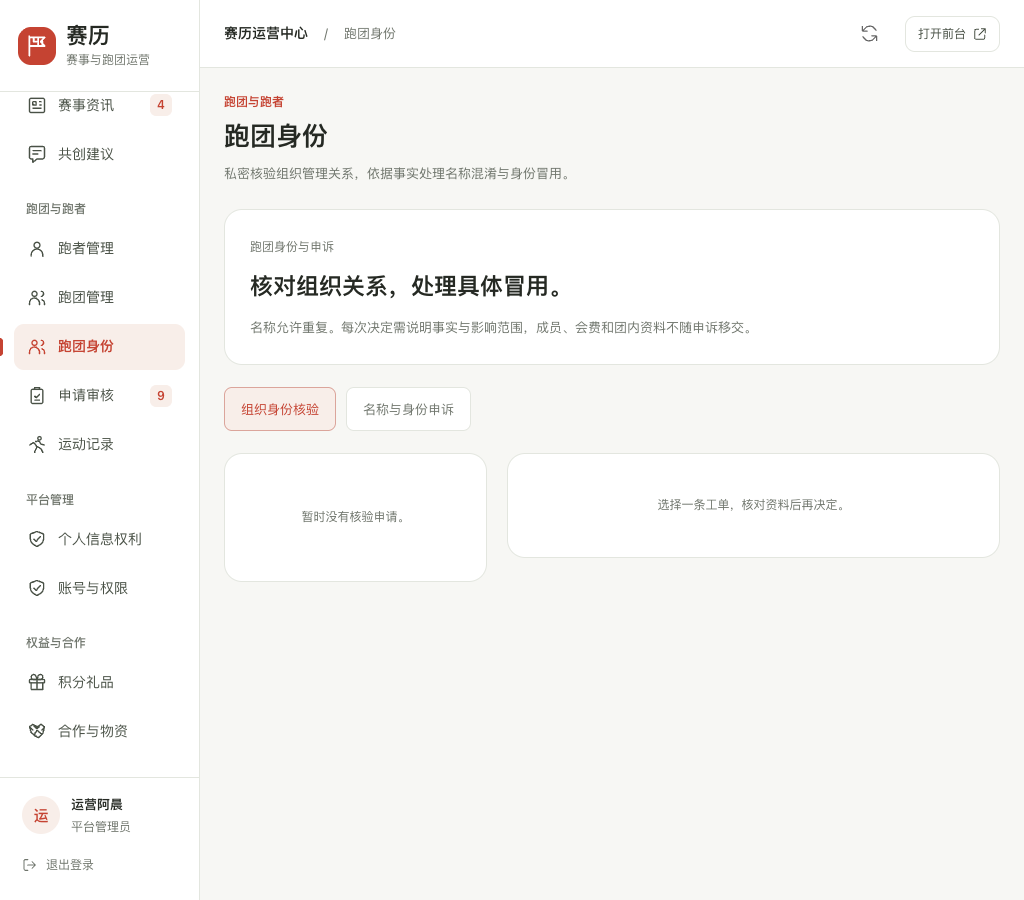 赛历
赛事与跑团运营
赛事资讯 4
共创建议
跑团与跑者
跑者管理
跑团管理
跑团身份
申请审核 9
运动记录
平台管理
个人信息权利
账号与权限
权益与合作
积分礼品
合作与物资
运
运营阿晨
平台管理员
退出登录
赛历运营中心 / 跑团身份
打开前台
跑团与跑者
跑团身份
私密核验组织管理关系，依据事实处理名称混淆与身份冒用。
跑团身份与申诉
核对组织关系，处理具体冒用。
名称允许重复。每次决定需说明事实与影响范围，成员、会费和团内资料不随申诉移交。
组织身份核验
名称与身份申诉
暂时没有核验申请。
选择一条工单，核对资料后再决定。